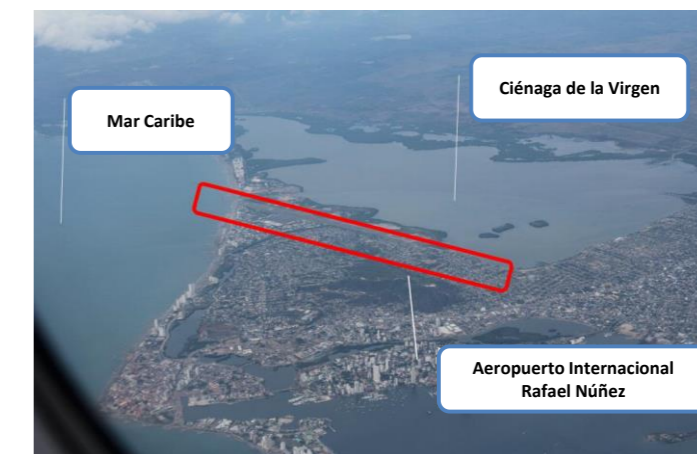 Ciénaga de la Virgen
Mar Caribe
Aeropuerto Internacional
Rafael Núñez